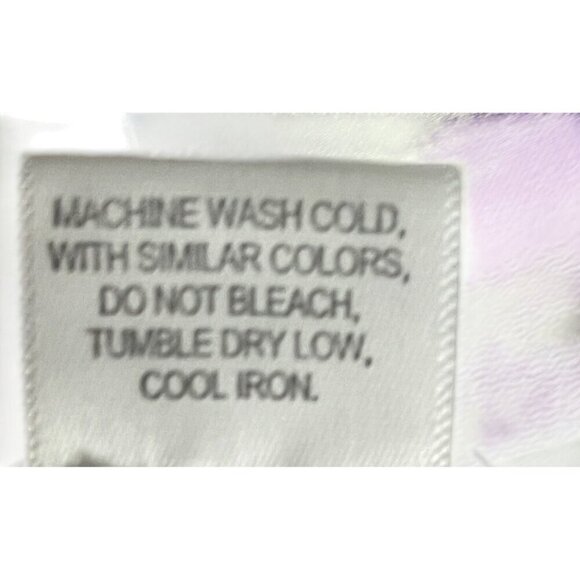 MACHINE WASH COLD,
WITH SIMILAR COLORS,
DO NOT BLEACH,
TUMBLE DRY LOW,
COOL IRON.